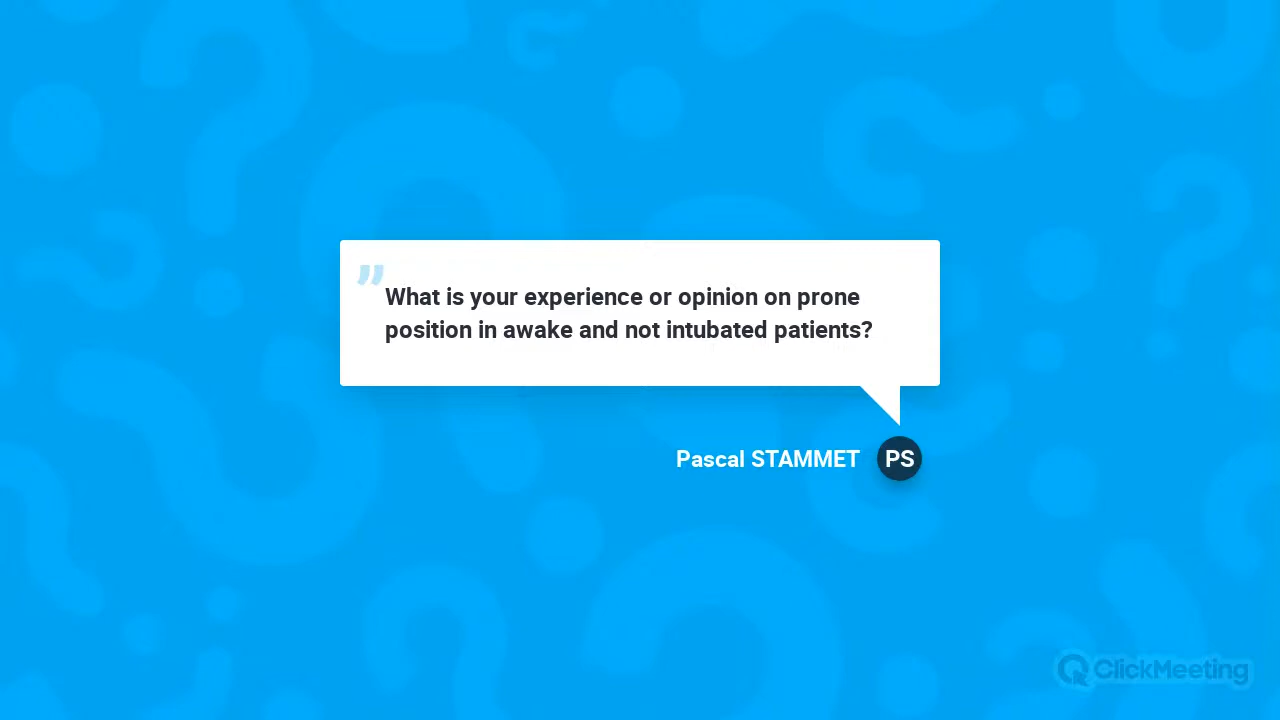 What is your experience or opinion on prone
position in awake and not intubated patients?
Pascal STAMMET PS
ClickMeeting